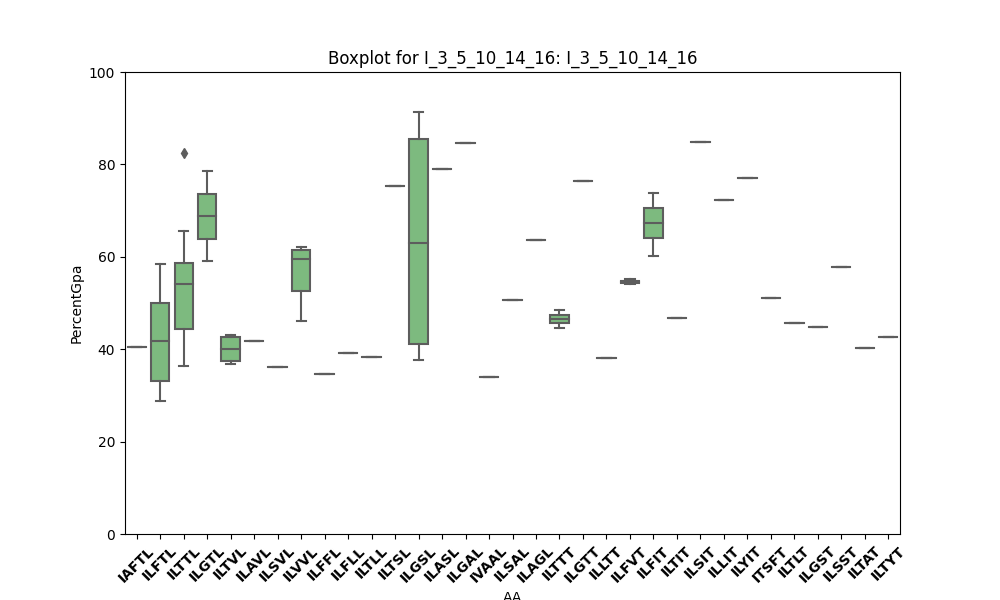 Boxplot for I_3_5_10_14_16: I_3_5_10_14_16
100
80
60
40
20
0
PercentGpa
IAFTL ILFTL ILTTL ILGTL ILTVL ILAVL ILSVL ILVVL ILFFL ILFLL ILTLL ILTSL ILGSL ILASL ILGAL IVAAL ILSAL ILAGL ILTTT ILGTT ILLTT ILFVT ILFIT ILTIT ILSIT ILLIT ILYIT ITSFT ILTLT ILGST ILSST ILTAT ILTYT
AA